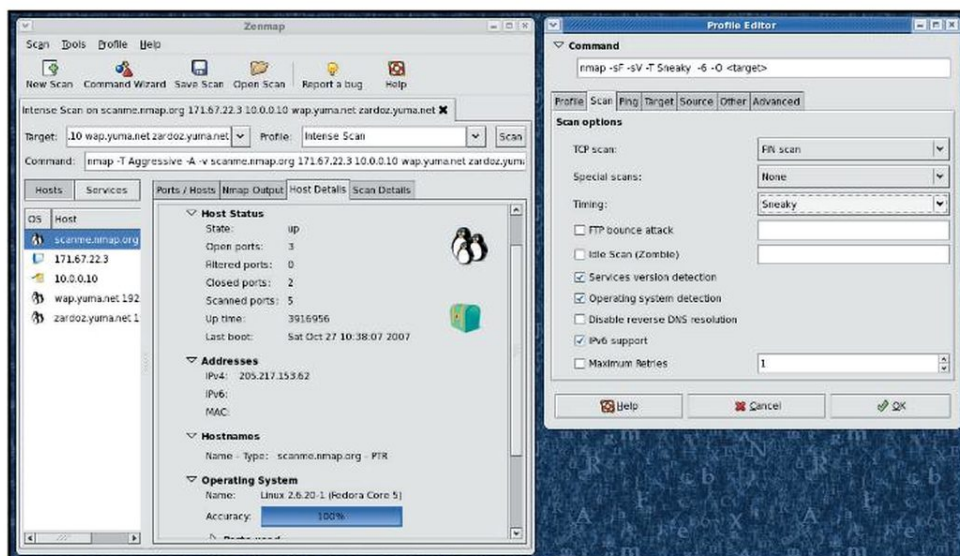 Zenmap
Scan Tools Profile Help
New Scan Command Wizard Save Scan Open Scan Report a bug Help
Intense Scan on scanme.nmap.org 171.67.22.3 10.0.0.10 wap.yuma.net zardoz.yuma.net
Target: .10 wap.yuma.net zardoz.yuma.net Profile: Intense Scan Scan
Command: nmap -T Aggressive -A -v scanme.nmap.org 171.67.22.3 10.0.0.10 wap.yuma.net zardoz.yuma
Hosts Services
Ports / Hosts Nmap Output Host Details Scan Details
OS Host
scanme.nmap.org
171.67.22.3
10.0.0.10
wap.yuma.net 192
zardoz.yuma.net 1
Host Status
State: up
Open ports: 3
Filtered ports: 0
Closed ports: 2
Scanned ports: 5
Up time: 3916956
Last boot: Sat Oct 27 10:38:07 2007
Addresses
IPv4: 205.217.153.62
IPv6:
MAC:
Hostnames
Name - Type: scanme.nmap.org - PTR
Operating System
Name: Linux 2.6.20-1 (Fedora Core 5)
Accuracy: 100%
Profile Editor
Command
nmap -sF -sV -T Sneaky -6 -O <target>
Profile Scan Ping Target Source Other Advanced
Scan options
TCP scan: FIN scan
Special scans: None
Timing: Sneaky
FTP bounce attack
Idle Scan (Zombie)
Services version detection
Operating system detection
Disable reverse DNS resolution
IPv6 support
Maximum Retries 1
Help Cancel OK